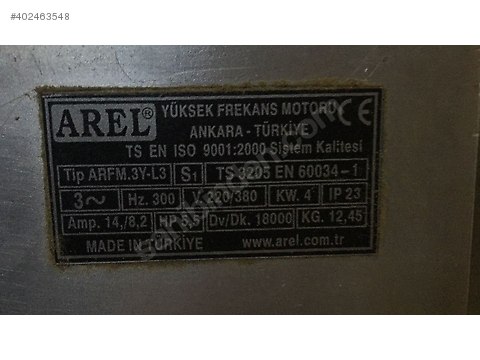 #402463548
AREL® YÜKSEK FREKANS MOTORU CE
ANKARA - TÜRKİYE
TS EN ISO 9001:2000 Sistem Kalitesi
Tip ARFM.3Y-L3 S1 TS 3205 EN 60034-1
3~ Hz. 300 V. 220/380 KW. 4 IP 23
Amp. 14,/8,2 HP 5,5 Dv/Dk. 18000 KG. 12,45
MADE IN TÜRKİYE www.arel.com.tr
sahibinden.com